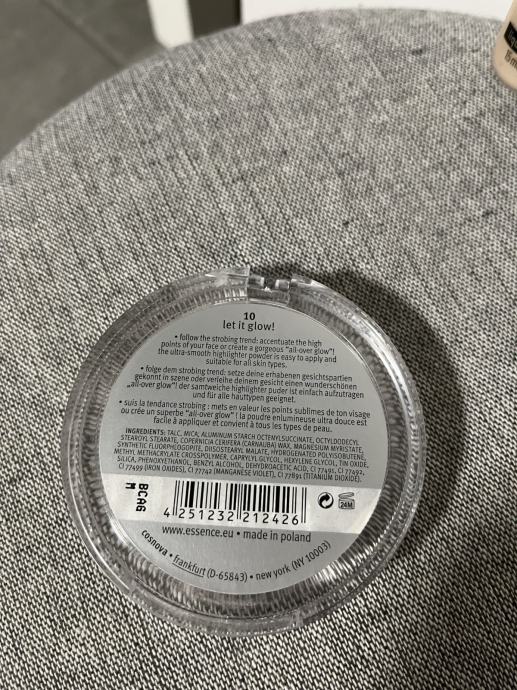 10
let it glow!
• follow the strobing trend: accentuate the high
points of your face or create a gorgeous "all-over glow"!
the ultra-smooth highlighter powder is easy to apply and
suitable for all skin types.
• folge dem strobing trend: setze deine erhabenen gesichtspartien
gekonnt in szene oder verleihe deinem gesicht einen wunderschönen
„all-over glow"! der samtweiche highlighter puder ist einfach aufzutragen
und für alle hauttypen geeignet.
• suis la tendance strobing : mets en valeur les points sublimes de ton visage
ou crée un superbe "all-over glow" ! la poudre enlumineuse ultra douce est
facile à appliquer et convient à tous les types de peau.
INGREDIENTS: TALC, MICA, ALUMINUM STARCH OCTENYLSUCCINATE, OCTYLDODECYL
STEAROYL STEARATE, COPERNICIA CERIFERA (CARNAUBA) WAX, MAGNESIUM MYRISTATE,
SYNTHETIC FLUORPHLOGOPITE, DIISOSTEARYL MALATE, HYDROGENATED POLYISOBUTENE,
METHYL METHACRYLATE CROSSPOLYMER, CAPRYLYL GLYCOL, HEXYLENE GLYCOL, TIN OXIDE,
SILICA, PHENOXYETHANOL, BENZYL ALCOHOL, DEHYDROACETIC ACID, CI 77491, CI 77492,
CI 77499 (IRON OXIDES), CI 77742 (MANGANESE VIOLET), CI 77891 (TITANIUM DIOXIDE).
BCA6
M
4 251232 212426
24M
www.essence.eu • made in poland
cosnova • frankfurt (D-65843) • new york (NY 10003)